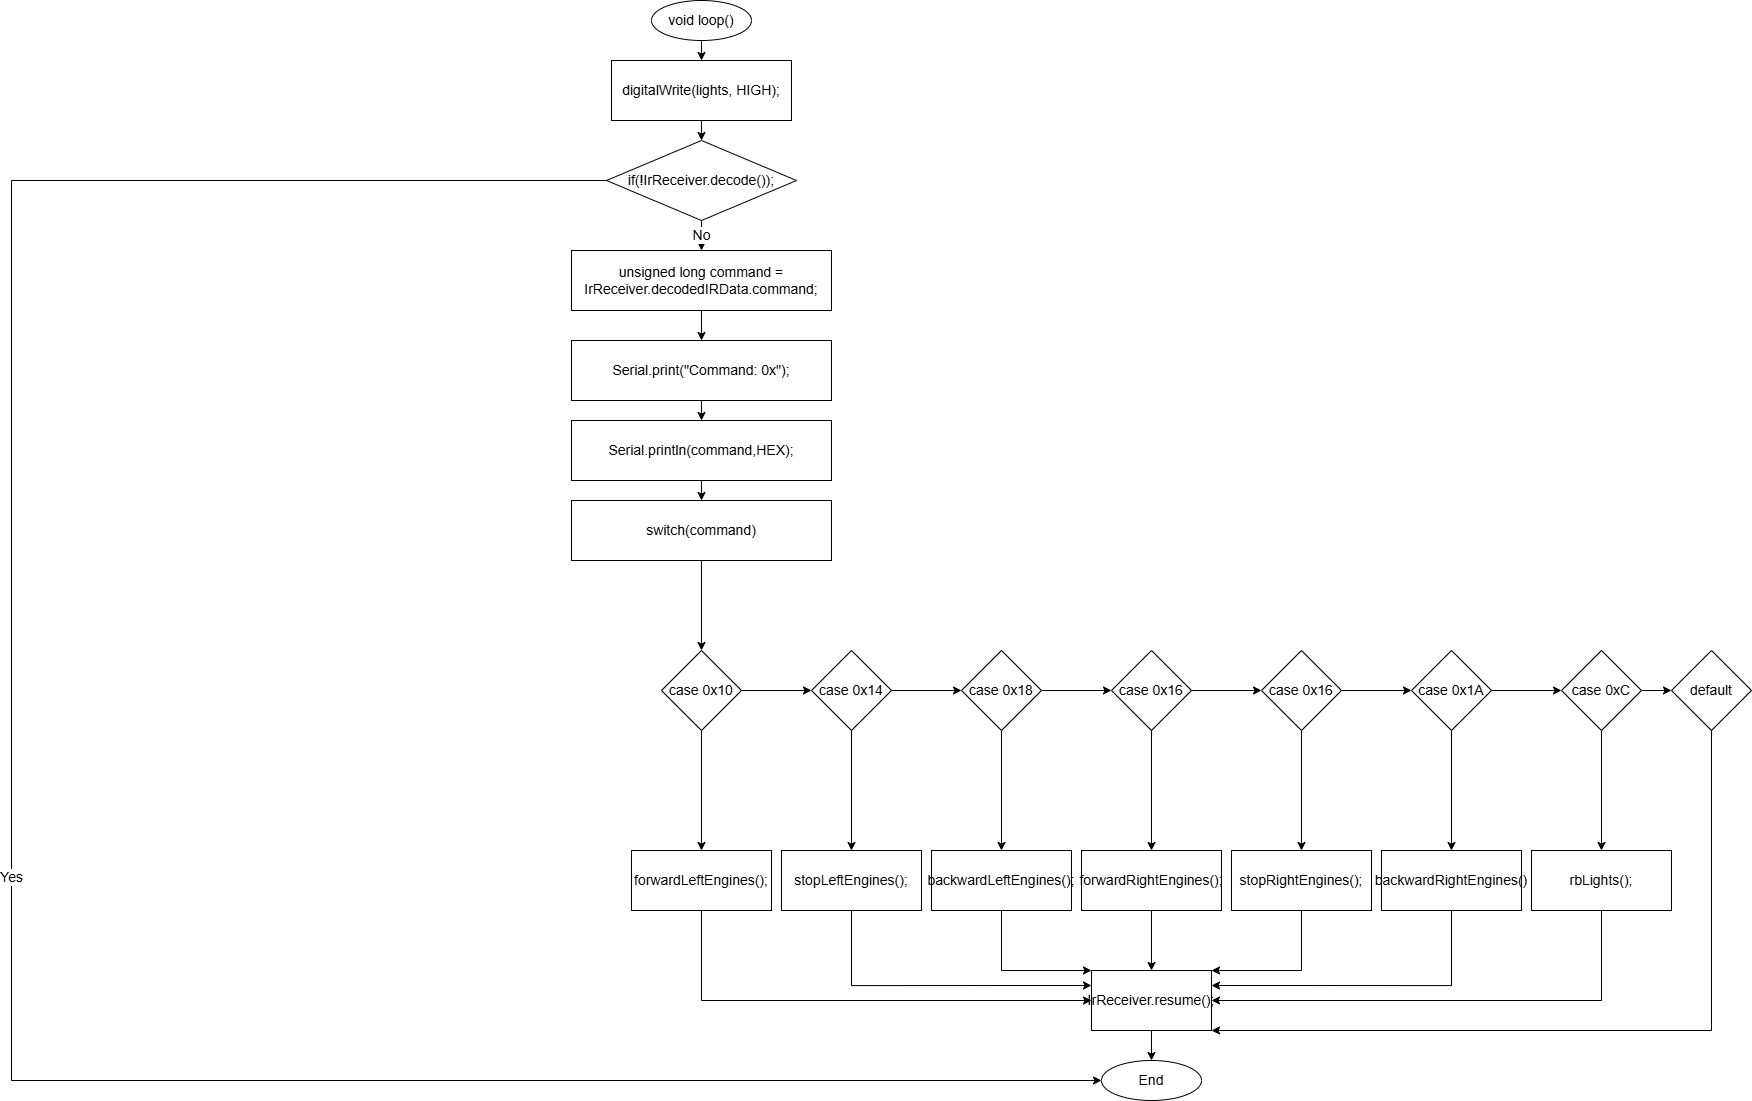 void loop()
digitalWrite(lights, HIGH);
if(!IrReceiver.decode());
No
unsigned long command =
IrReceiver.decodedIRData.command;
Serial.print("Command: 0x");
Serial.println(command,HEX);
switch(command)
case 0x10
case 0x14
case 0x18
case 0x16
case 0x16
case 0x1A
case 0xC
default
Yes
forwardLeftEngines();
stopLeftEngines();
backwardLeftEngines();
forwardRightEngines();
stopRightEngines();
backwardRightEngines()
rbLights();
IrReceiver.resume();
End